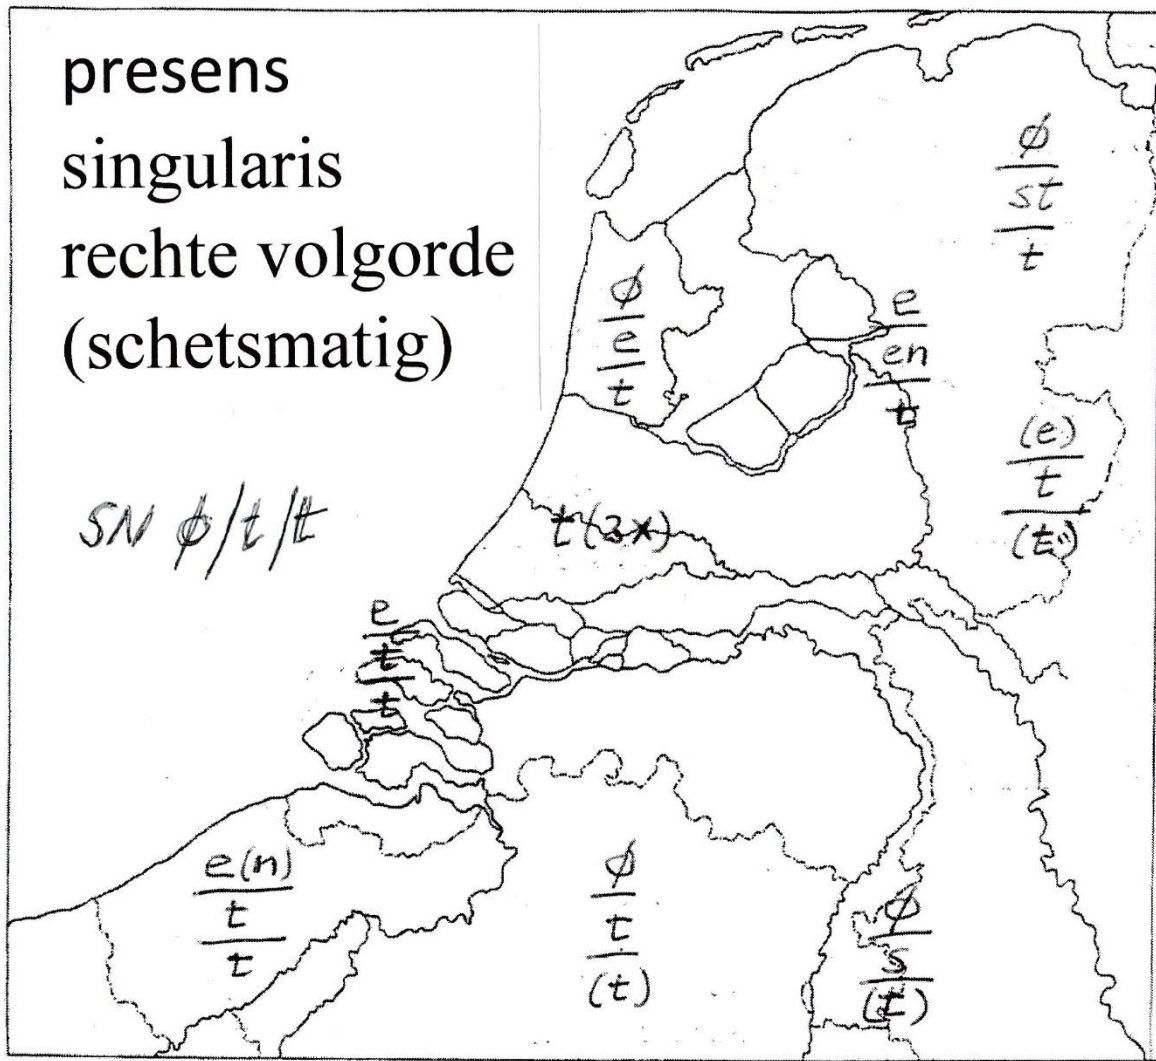 presens
singularis
rechte volgorde
(schetsmatig)
ø
st
t
ø
e
t
e
en
t
(e)
t
(t)
SN ø/t/t
t(3x)
e
t
t
e(n)
t
t
ø
t
(t)
ø
s
(t)